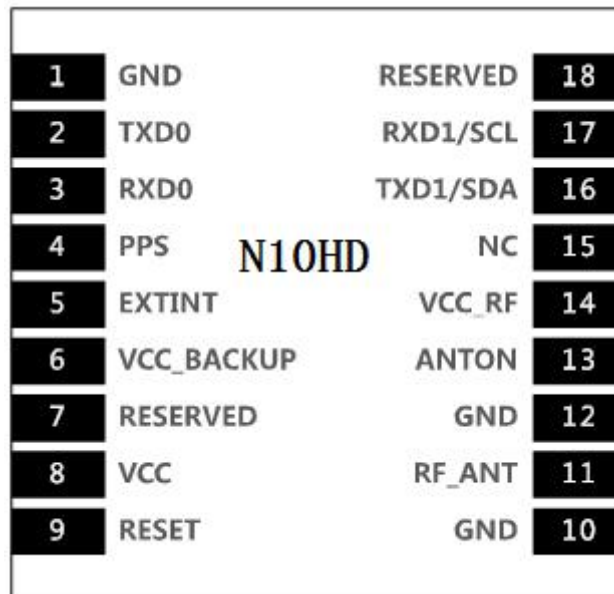 1 GND RESERVED 18
2 TXD0 RXD1/SCL 17
3 RXD0 TXD1/SDA 16
4 PPS N10HD NC 15
5 EXTINT VCC_RF 14
6 VCC_BACKUP ANTON 13
7 RESERVED GND 12
8 VCC RF_ANT 11
9 RESET GND 10